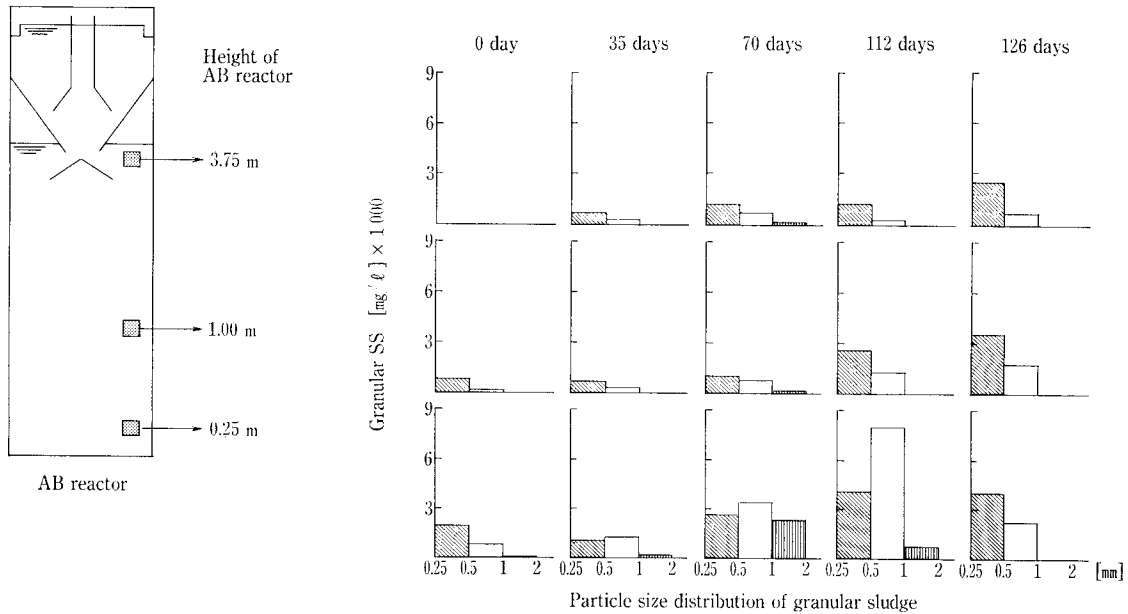 Height of
AB reactor
3.75 m
1.00 m
0.25 m
AB reactor
0 day
35 days
70 days
112 days
126 days
Granular SS [mg/ℓ] × 1000
9
6
3
9
6
3
9
6
3
0.25 0.5 1 2
0.25 0.5 1 2
0.25 0.5 1 2
0.25 0.5 1 2
0.25 0.5 1 2 [mm]
Particle size distribution of granular sludge